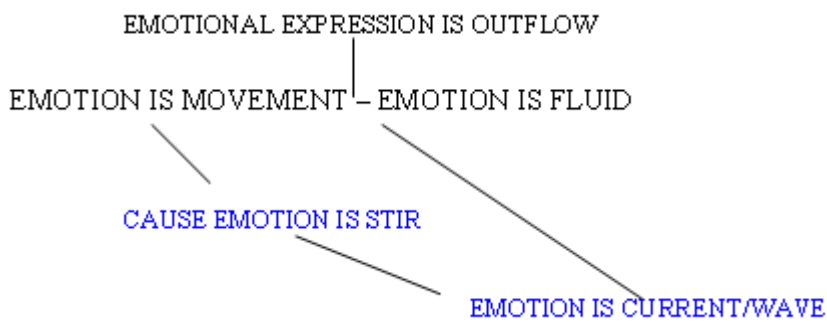 EMOTIONAL EXPRESSION IS OUTFLOW
EMOTION IS MOVEMENT – EMOTION IS FLUID
CAUSE EMOTION IS STIR
EMOTION IS CURRENT/WAVE